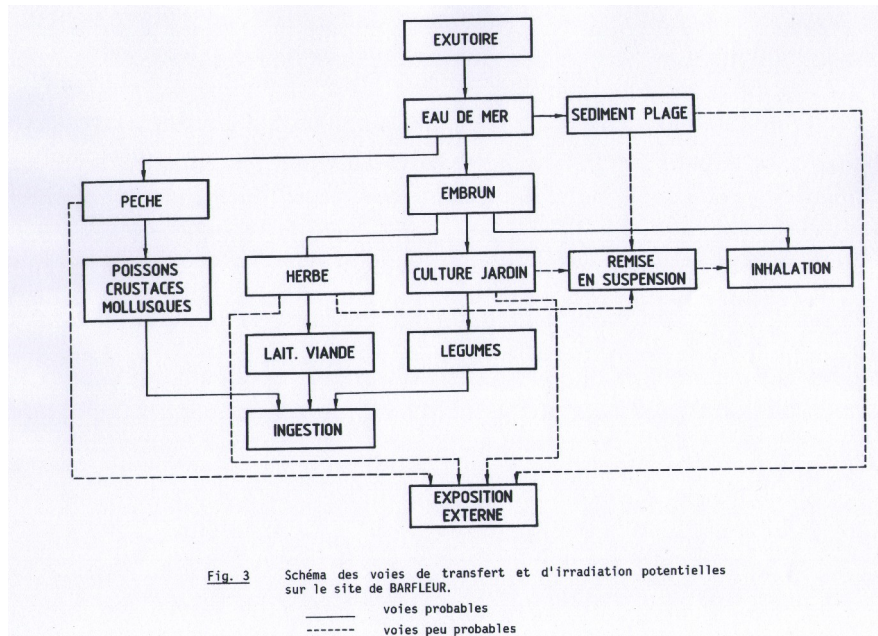 EXUTOIRE
EAU DE MER
SEDIMENT PLAGE
PECHE
EMBRUN
POISSONS
CRUSTACES
MOLLUSQUES
HERBE
CULTURE JARDIN
REMISE
EN SUSPENSION
INHALATION
LAIT. VIANDE
LEGUMES
INGESTION
EXPOSITION
EXTERNE
Fig. 3 Schéma des voies de transfert et d'irradiation potentielles
sur le site de BARFLEUR.
voies probables
voies peu probables